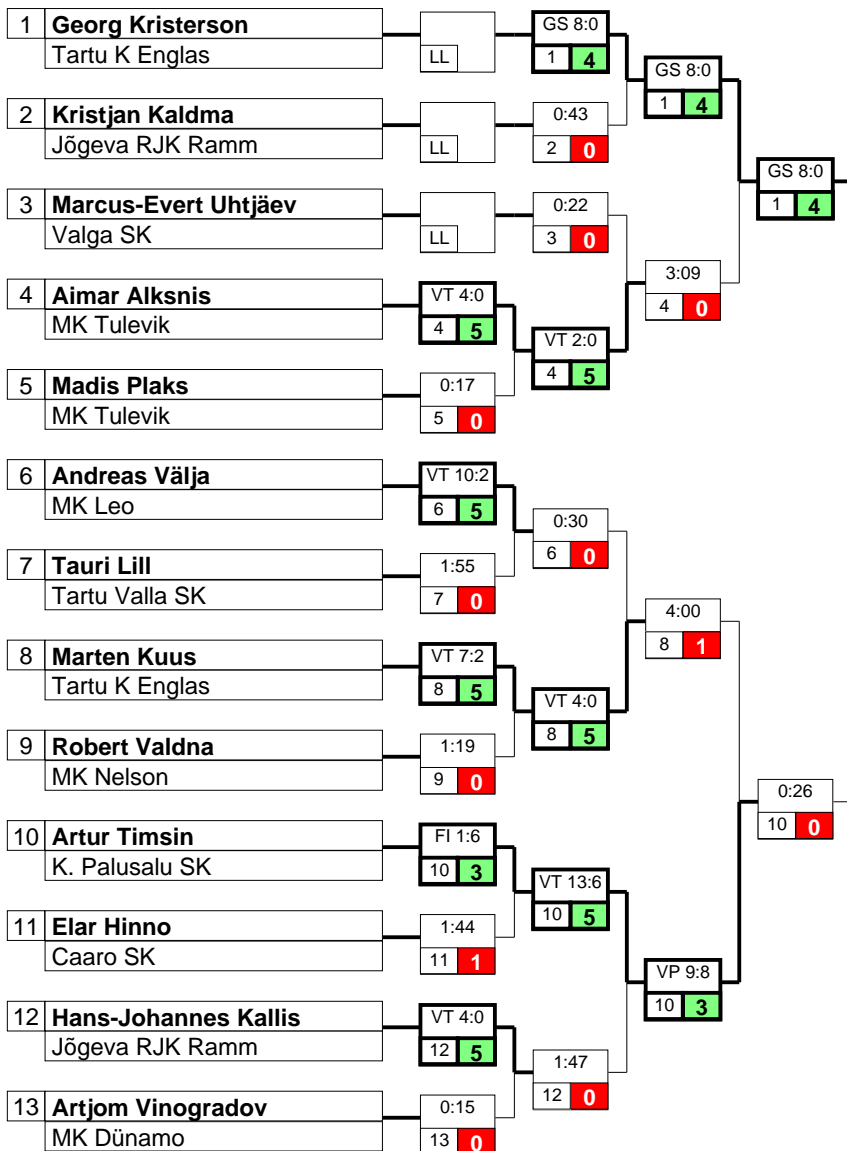 1 Georg Kristerson
Tartu K Englas
LL
GS 8:0
1 4
GS 8:0
1 4
2 Kristjan Kaldma
Jõgeva RJK Ramm
LL
0:43
2 0
GS 8:0
1 4
3 Marcus-Evert Uhtjäev
Valga SK
LL
0:22
3 0
3:09
4 0
4 Aimar Alksnis
MK Tulevik
VT 4:0
4 5
VT 2:0
4 5
5 Madis Plaks
MK Tulevik
0:17
5 0
6 Andreas Välja
MK Leo
VT 10:2
6 5
0:30
6 0
7 Tauri Lill
Tartu Valla SK
1:55
7 0
4:00
8 1
8 Marten Kuus
Tartu K Englas
VT 7:2
8 5
VT 4:0
8 5
9 Robert Valdna
MK Nelson
1:19
9 0
0:26
10 0
10 Artur Timsin
K. Palusalu SK
FI 1:6
10 3
VT 13:6
10 5
11 Elar Hinno
Caaro SK
1:44
11 1
VP 9:8
10 3
12 Hans-Johannes Kallis
Jõgeva RJK Ramm
VT 4:0
12 5
1:47
12 0
13 Artjom Vinogradov
MK Dünamo
0:15
13 0